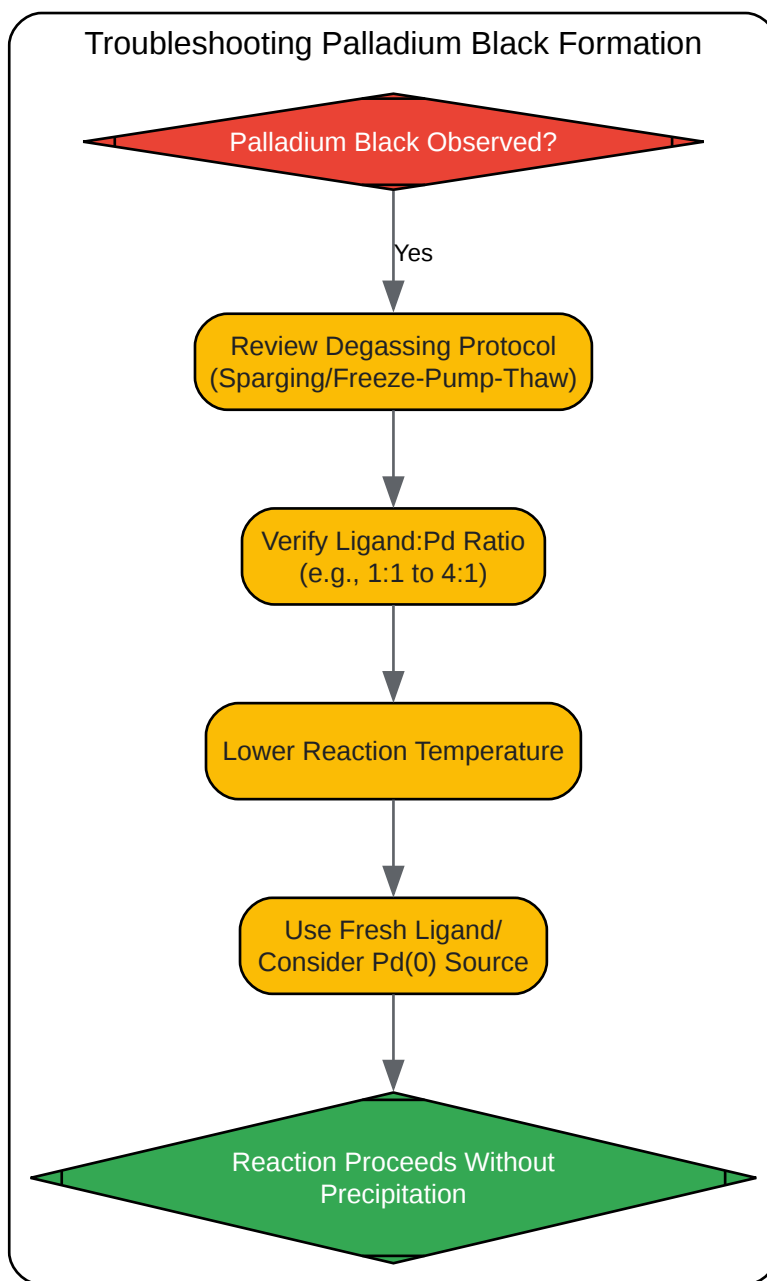 Troubleshooting Palladium Black Formation
Palladium Black Observed?
Yes
Review Degassing Protocol
(Sparging/Freeze-Pump-Thaw)
Verify Ligand:Pd Ratio
(e.g., 1:1 to 4:1)
Lower Reaction Temperature
Use Fresh Ligand/
Consider Pd(0) Source
Reaction Proceeds Without
Precipitation